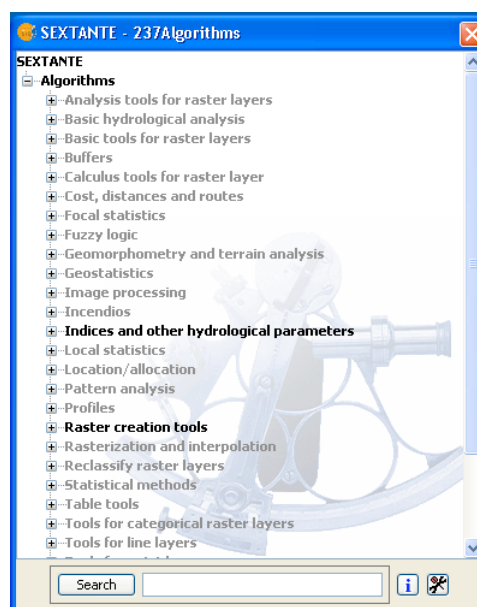 SEXTANTE - 237Algorithms
SEXTANTE
Algorithms
Analysis tools for raster layers
Basic hydrological analysis
Basic tools for raster layers
Buffers
Calculus tools for raster layer
Cost, distances and routes
Focal statistics
Fuzzy logic
Geomorphometry and terrain analysis
Geostatistics
Image processing
Incendios
Indices and other hydrological parameters
Local statistics
Location/allocation
Pattern analysis
Profiles
Raster creation tools
Rasterization and interpolation
Reclassify raster layers
Statistical methods
Table tools
Tools for categorical raster layers
Tools for line layers
Search